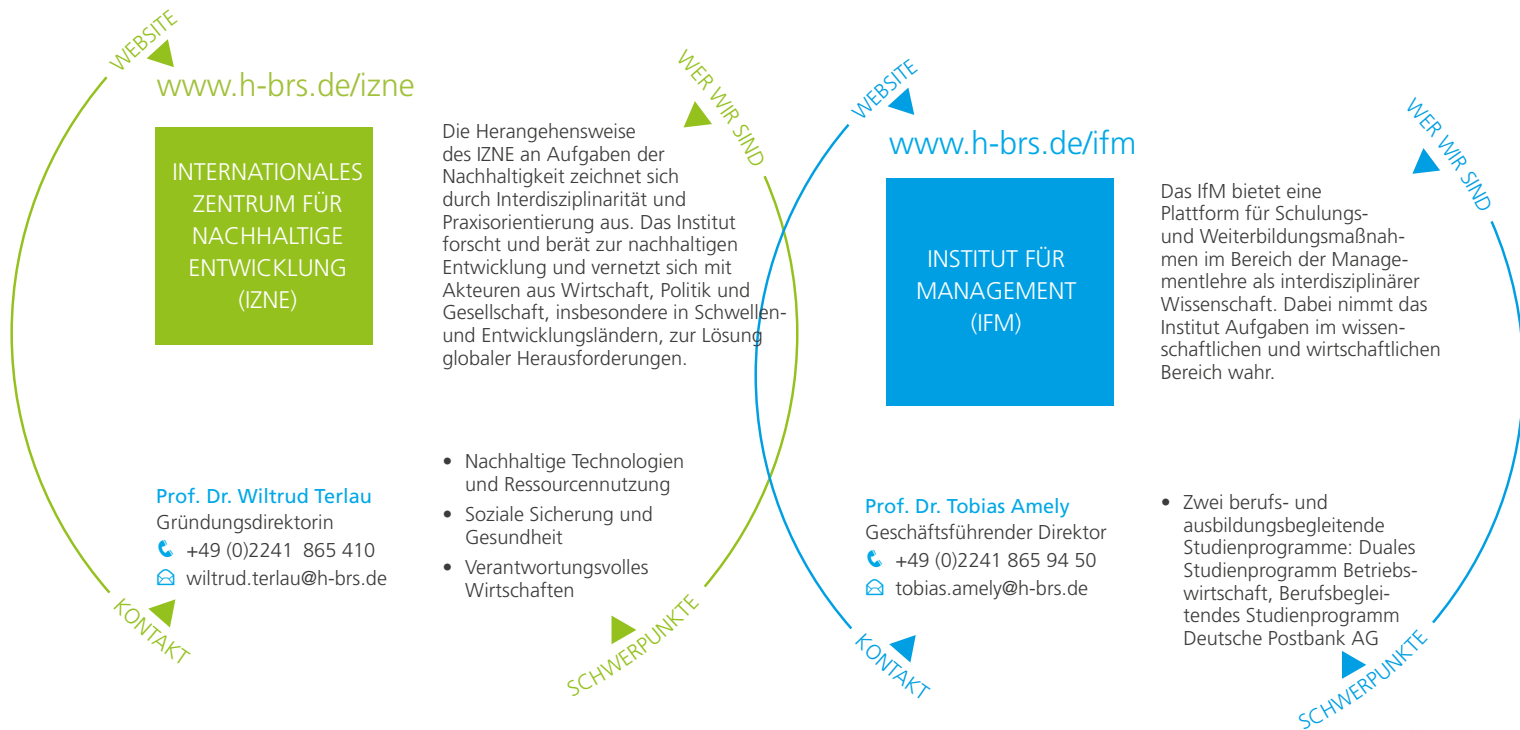 WEBSITE
www.h-brs.de/izne
INTERNATIONALES
ZENTRUM FÜR
NACHHALTIGE
ENTWICKLUNG
(IZNE)
WER WIR SIND
Die Herangehensweise
des IZNE an Aufgaben der
Nachhaltigkeit zeichnet sich
durch Interdisziplinarität und
Praxisorientierung aus. Das Institut
forscht und berät zur nachhaltigen
Entwicklung und vernetzt sich mit
Akteuren aus Wirtschaft, Politik und
Gesellschaft, insbesondere in Schwellen-
und Entwicklungsländern, zur Lösung
globaler Herausforderungen.
Prof. Dr. Wiltrud Terlau
Gründungsdirektorin
+49 (0)2241 865 410
wiltrud.terlau@h-brs.de
KONTAKT
• Nachhaltige Technologien
und Ressourcennutzung
• Soziale Sicherung und
Gesundheit
• Verantwortungsvolles
Wirtschaften
SCHWERPUNKTE
WEBSITE
www.h-brs.de/ifm
INSTITUT FÜR
MANAGEMENT
(IFM)
WER WIR SIND
Das IfM bietet eine
Plattform für Schulungs-
und Weiterbildungsmaßnah-
men im Bereich der Manage-
mentlehre als interdisziplinärer
Wissenschaft. Dabei nimmt das
Institut Aufgaben im wissen-
schaftlichen und wirtschaftlichen
Bereich wahr.
Prof. Dr. Tobias Amely
Geschäftsführender Direktor
+49 (0)2241 865 94 50
tobias.amely@h-brs.de
KONTAKT
• Zwei berufs- und
ausbildungsbegleitende
Studienprogramme: Duales
Studienprogramm Betriebs-
wirtschaft, Berufsbeglei-
tendes Studienprogramm
Deutsche Postbank AG
SCHWERPUNKTE